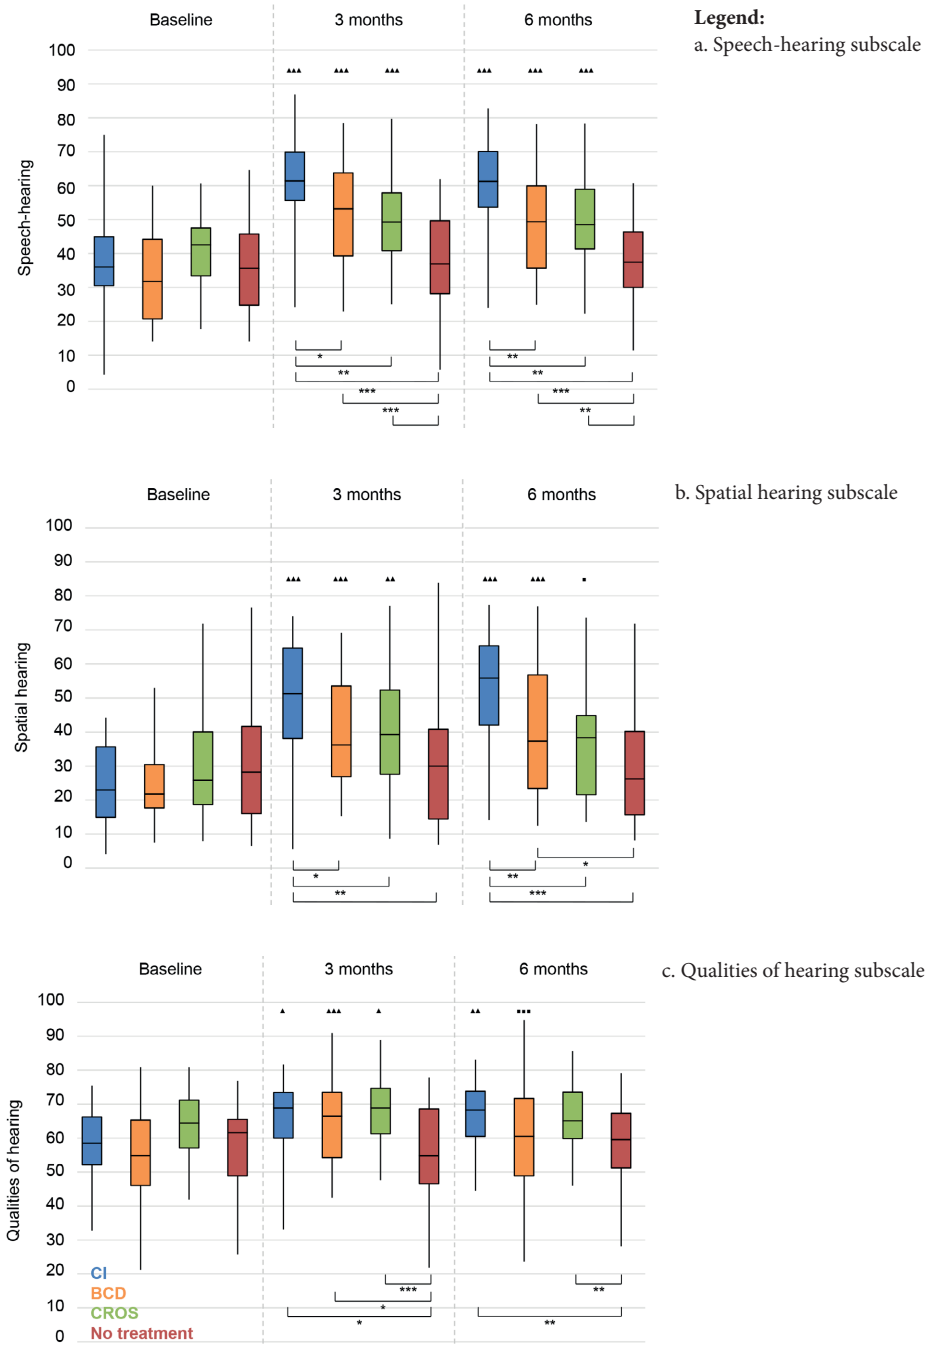 Legend:
a. Speech-hearing subscale
Baseline 3 months 6 months
Speech-hearing
100
90
80
70
60
50
40
30
20
10
0
▲▲▲ ▲▲▲ ▲▲▲ ▲▲▲ ▲▲▲ ▲▲▲
* **
** **
*** ***
*** **
b. Spatial hearing subscale
Baseline 3 months 6 months
Spatial hearing
100
90
80
70
60
50
40
30
20
10
0
▲▲▲ ▲▲▲ ▲▲ ▲▲▲ ▲▲▲ ▪
*
* **
** ***
c. Qualities of hearing subscale
Baseline 3 months 6 months
Qualities of hearing
100
90
80
70
60
50
40
30
20
10
0
▲ ▲▲▲ ▲ ▲▲ ▪▪▪
*** **
*
* **
CI
BCD
CROS
No treatment